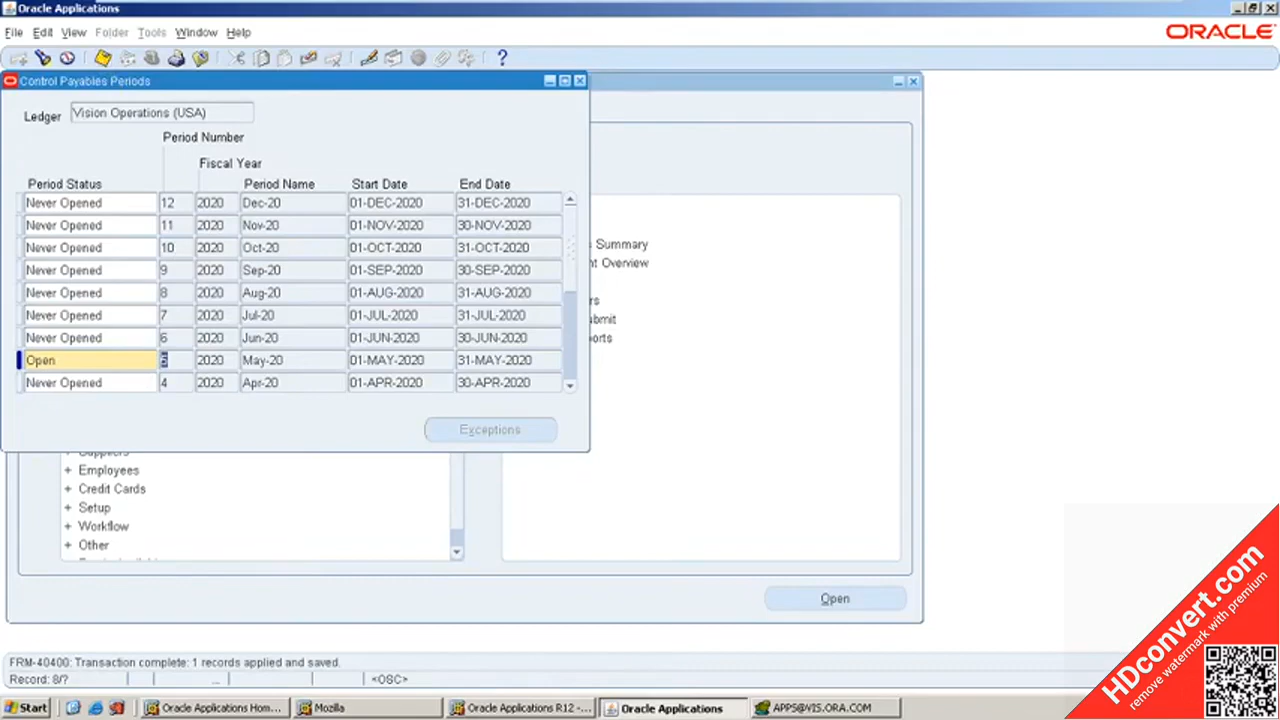 Oracle Applications
File Edit View Folder Tools Window Help
ORACLE
Control Payables Periods
Ledger Vision Operations (USA)
Period Number
Fiscal Year
Period Status Period Name Start Date End Date
Never Opened 12 2020 Dec-20 01-DEC-2020 31-DEC-2020
Never Opened 11 2020 Nov-20 01-NOV-2020 30-NOV-2020
Never Opened 10 2020 Oct-20 01-OCT-2020 31-OCT-2020
Never Opened 9 2020 Sep-20 01-SEP-2020 30-SEP-2020
Never Opened 8 2020 Aug-20 01-AUG-2020 31-AUG-2020
Never Opened 7 2020 Jul-20 01-JUL-2020 31-JUL-2020
Never Opened 6 2020 Jun-20 01-JUN-2020 30-JUN-2020
Open 5 2020 May-20 01-MAY-2020 31-MAY-2020
Never Opened 4 2020 Apr-20 01-APR-2020 30-APR-2020
Exceptions
s Summary
nt Overview
rs
ubmit
orts
Suppliers
+ Employees
+ Credit Cards
+ Setup
+ Workflow
+ Other
Open
FRM-40400: Transaction complete: 1 records applied and saved.
Record: 8/? ... <OSC>
Start Oracle Applications Hom... Mozilla Oracle Applications R12 -... Oracle Applications APPS@VIS.ORA.COM
HDconvert.com
remove watermark with premium